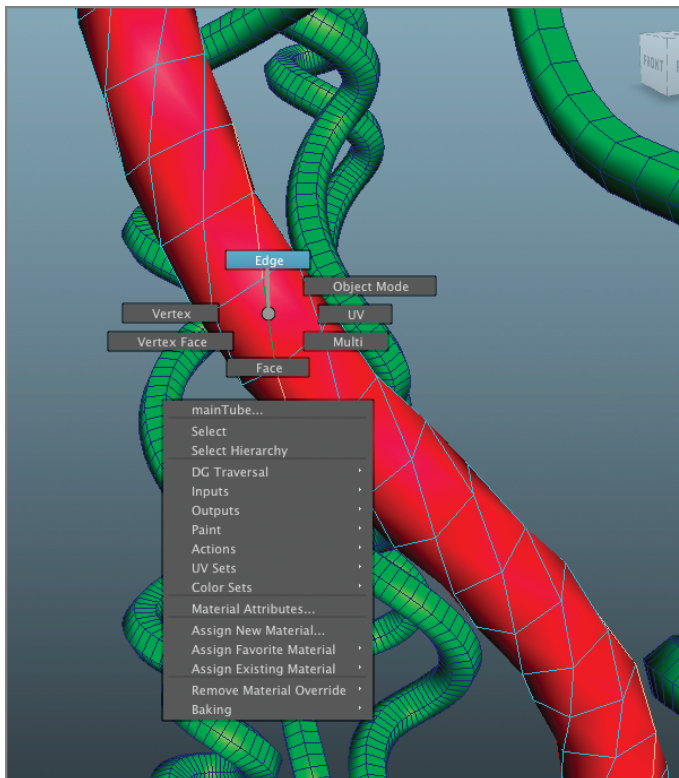 FRONT
Edge
Object Mode
Vertex
UV
Vertex Face
Multi
Face
mainTube...
Select
Select Hierarchy
DG Traversal
Inputs
Outputs
Paint
Actions
UV Sets
Color Sets
Material Attributes...
Assign New Material...
Assign Favorite Material
Assign Existing Material
Remove Material Override
Baking